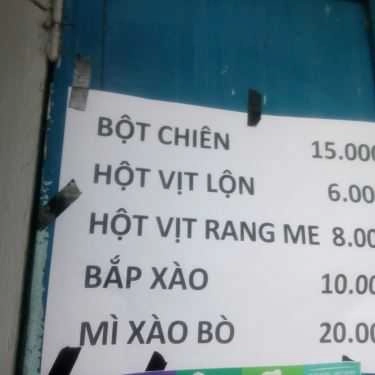 BỘT CHIÊN 15.000
HỘT VỊT LỘN 6.00
HỘT VỊT RANG ME 8.00
BẮP XÀO 10.00
MÌ XÀO BÒ 20.00